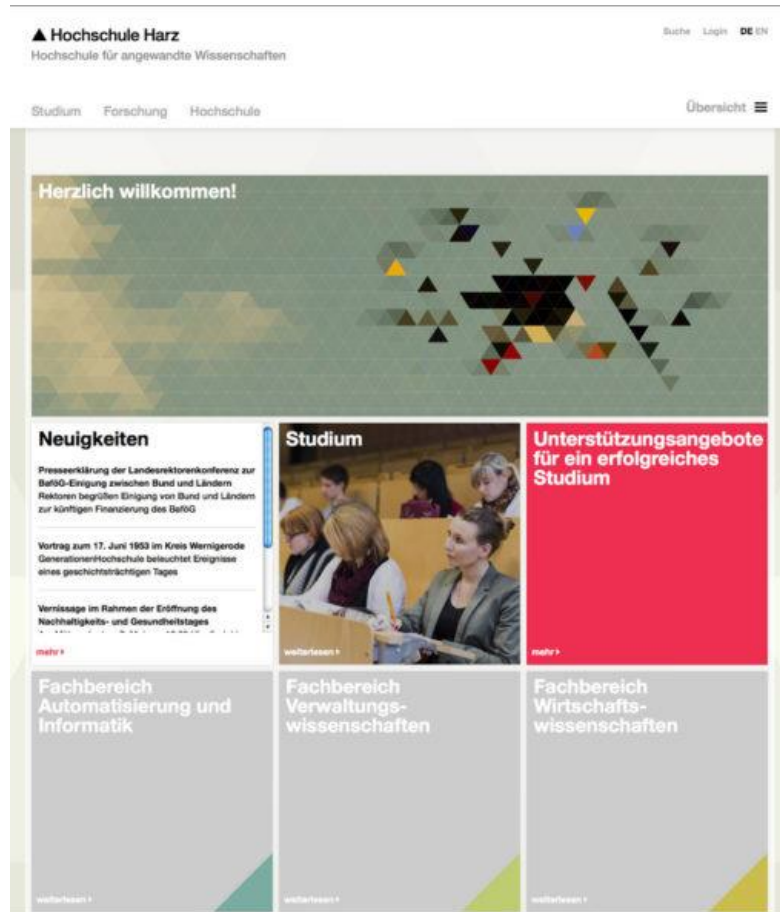 ▲ Hochschule Harz
Hochschule für angewandte Wissenschaften
Suche Login DE EN
Studium Forschung Hochschule
Übersicht
Herzlich willkommen!
Neuigkeiten
Presseerklärung der Landesrektorenkonferenz zur
BaföG-Einigung zwischen Bund und Ländern
Rektoren begrüßen Einigung von Bund und Ländern
zur künftigen Finanzierung des BaföG
Vortrag zum 17. Juni 1953 im Kreis Wernigerode
GenerationenHochschule beleuchtet Ereignisse
eines geschichtsträchtigen Tages
Vernissage im Rahmen der Eröffnung des
Nachhaltigkeits- und Gesundheitstages
mehr
Studium
weiterlesen
Unterstützungsangebote
für ein erfolgreiches
Studium
mehr
Fachbereich
Automatisierung und
Informatik
weiterlesen
Fachbereich
Verwaltungs-
wissenschaften
weiterlesen
Fachbereich
Wirtschafts-
wissenschaften
weiterlesen